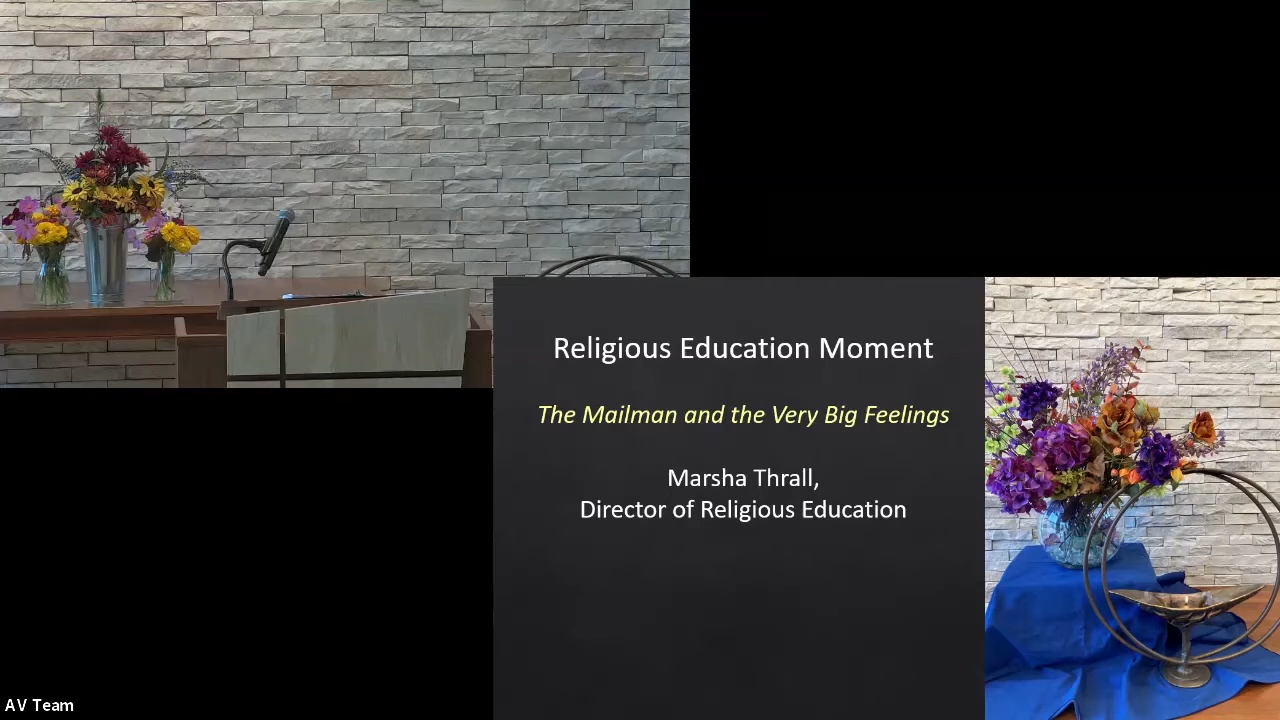 Religious Education Moment
The Mailman and the Very Big Feelings
Marsha Thrall,
Director of Religious Education
AV Team